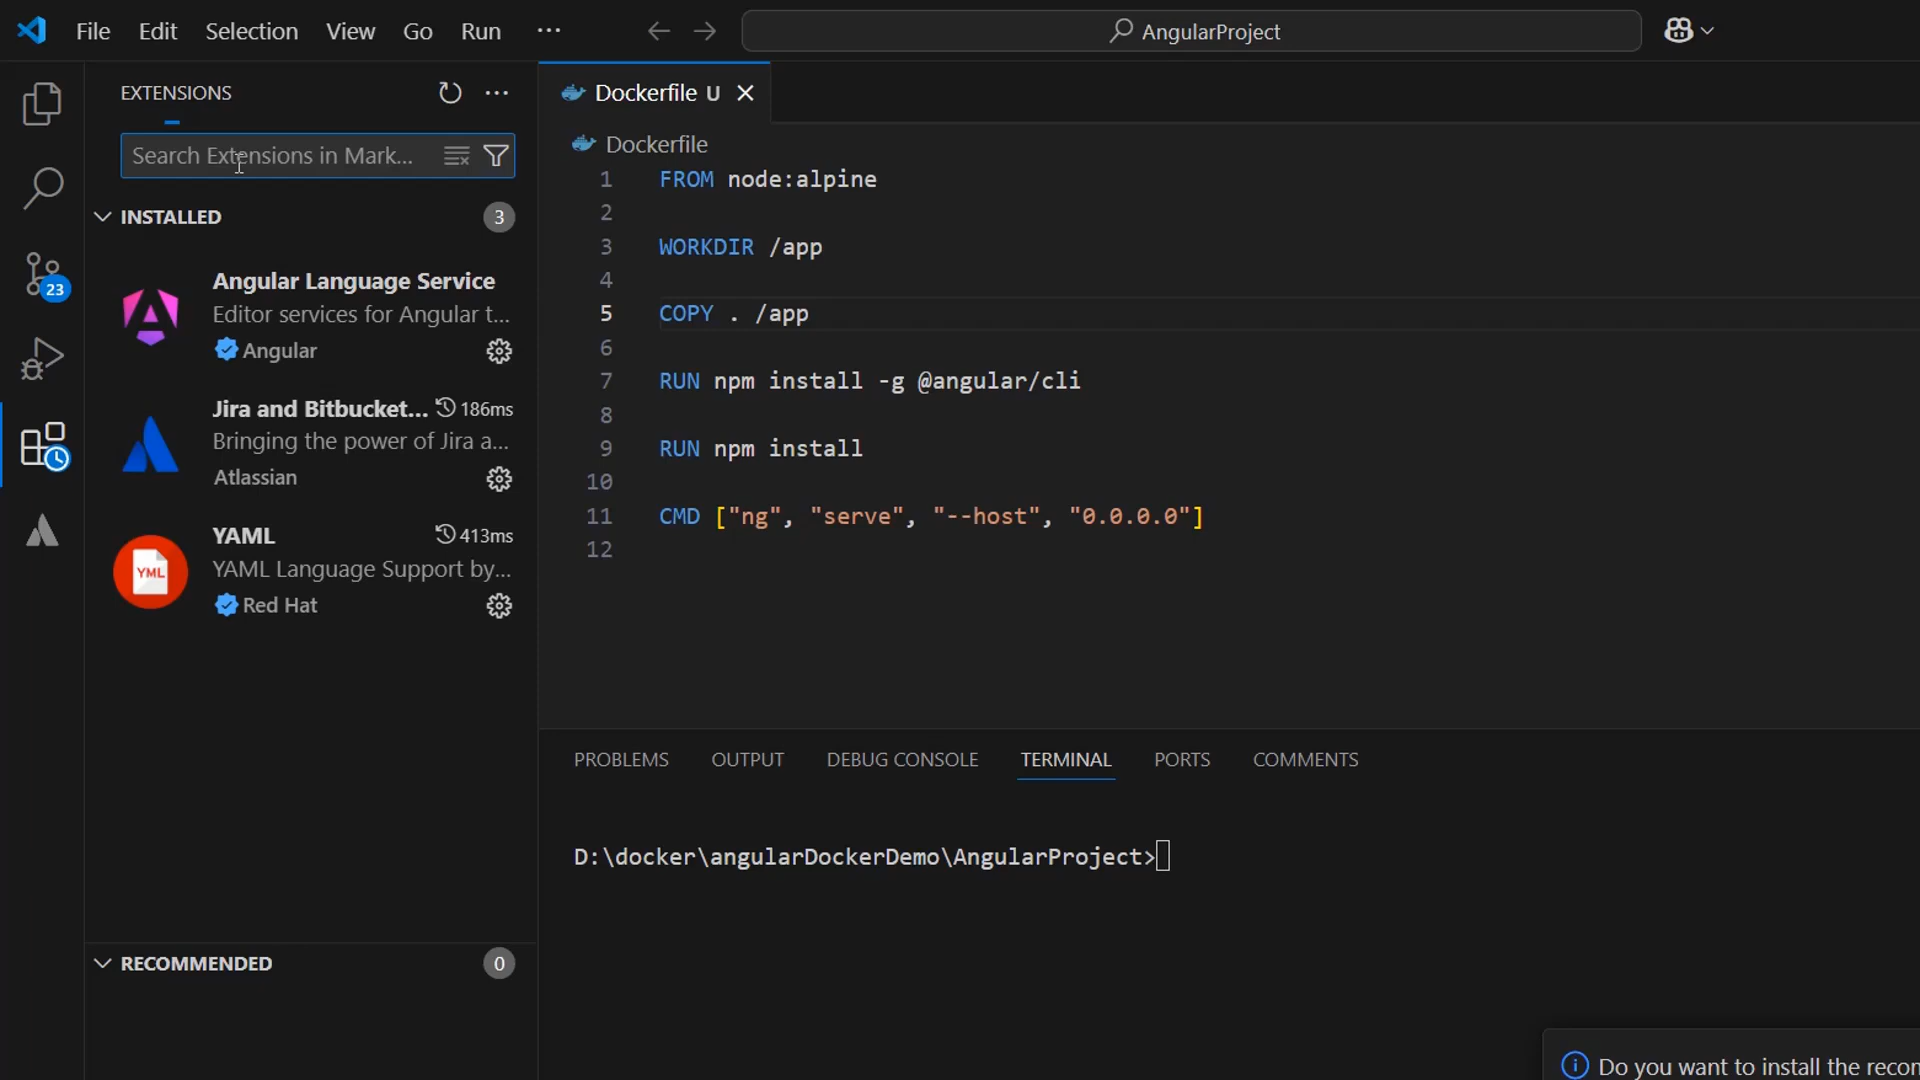 File Edit Selection View Go Run ···
AngularProject
EXTENSIONS
Search Extensions in Mark...
INSTALLED 3
Angular Language Service
Editor services for Angular t...
Angular
Jira and Bitbucket... 186ms
Bringing the power of Jira a...
Atlassian
YML
YAML 413ms
YAML Language Support by...
Red Hat
RECOMMENDED 0
23
Dockerfile U
Dockerfile
1 FROM node:alpine
2
3 WORKDIR /app
4
5 COPY . /app
6
7 RUN npm install -g @angular/cli
8
9 RUN npm install
10
11 CMD ["ng", "serve", "--host", "0.0.0.0"]
12
PROBLEMS OUTPUT DEBUG CONSOLE TERMINAL PORTS COMMENTS
D:\docker\angularDockerDemo\AngularProject>
Do you want to install the recom